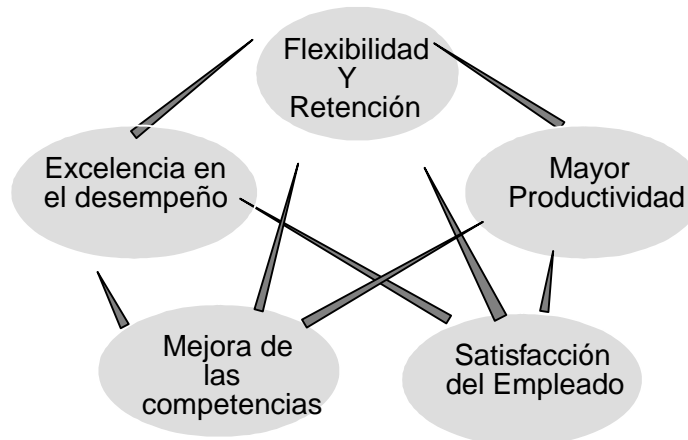 Flexibilidad
Y
Retención
Excelencia en
el desempeño
Mayor
Productividad
Mejora de
las
competencias
Satisfacción
del Empleado